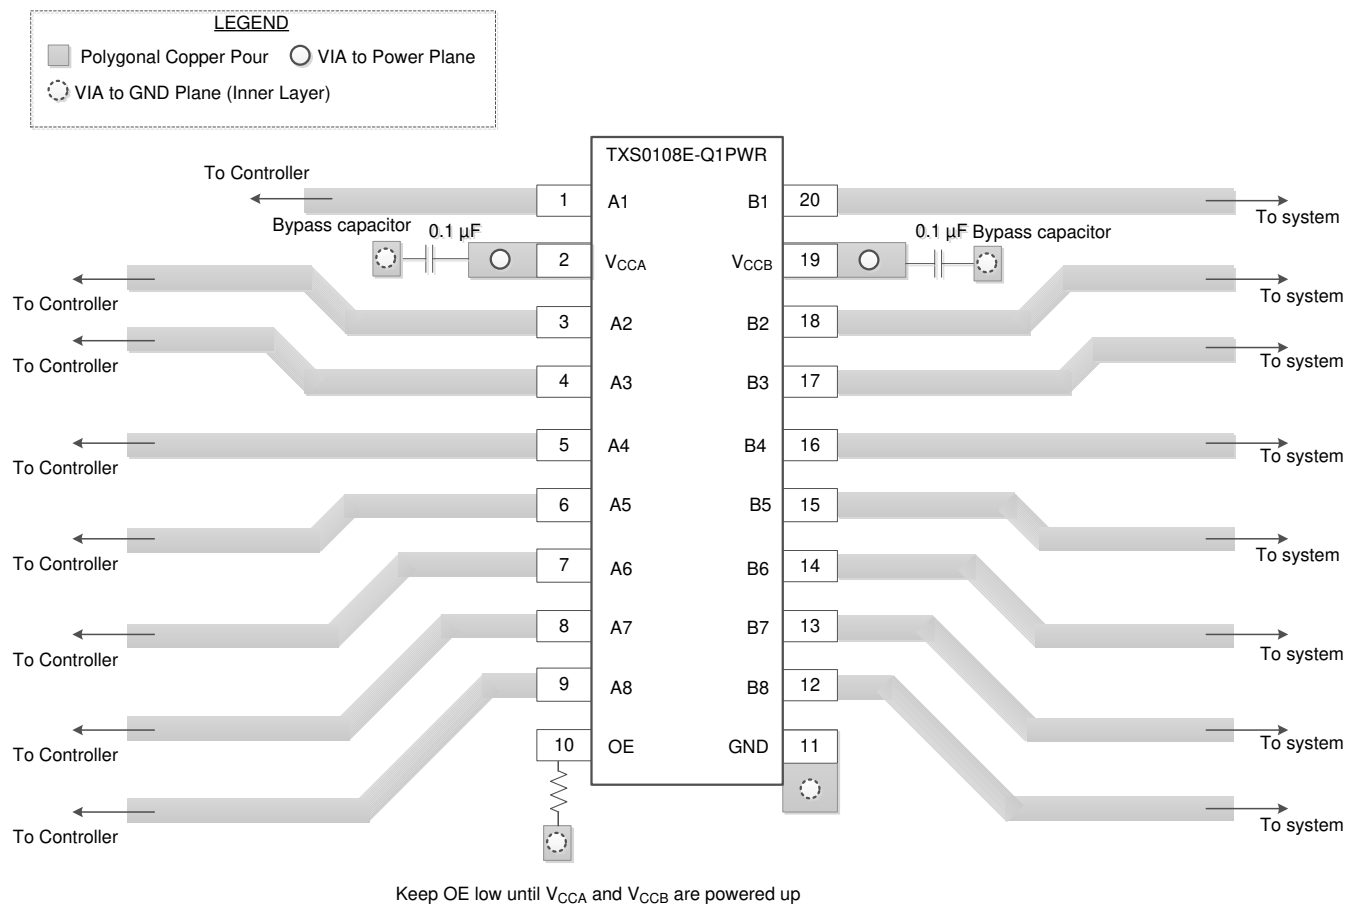 LEGEND
Polygonal Copper Pour
VIA to Power Plane
VIA to GND Plane (Inner Layer)
TXS0108E-Q1PWR
To Controller
1
A1
B1
20
To system
Bypass capacitor
0.1 µF
2
VCCA
VCCB
19
0.1 µF
Bypass capacitor
To Controller
3
A2
B2
18
To system
To Controller
4
A3
B3
17
To system
To Controller
5
A4
B4
16
To system
To Controller
6
A5
B5
15
To system
To Controller
7
A6
B6
14
To system
To Controller
8
A7
B7
13
To system
To Controller
9
A8
B8
12
To system
10
OE
GND
11
Keep OE low until VCCA and VCCB are powered up